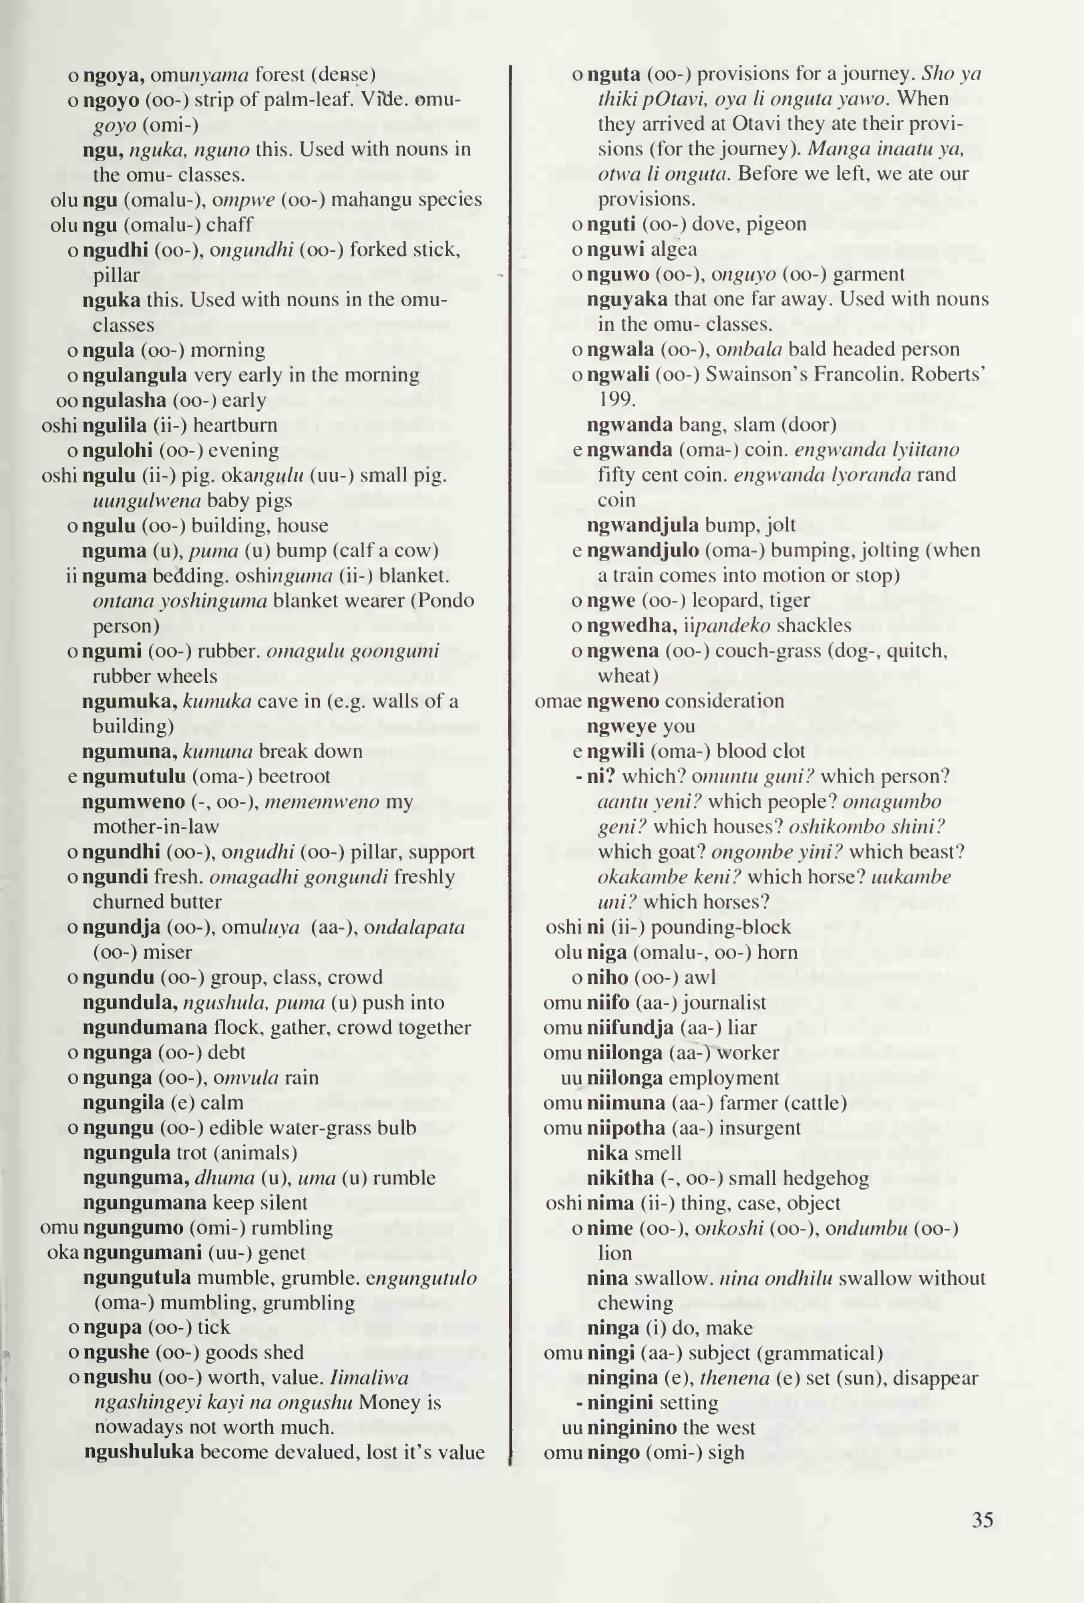 o ngoya, omunyama forest (dense)
o ngoyo (oo-) strip of palm-leaf. Vide. omu-
goyo (omi-)
ngu, nguka, nguno this. Used with nouns in
the omu- classes.
olu ngu (omalu-), ompwe (oo-) mahangu species
olu ngu (omalu-) chaff
o ngudhi (oo-), ongundhi (oo-) forked stick,
pillar
nguka this. Used with nouns in the omu-
classes
o ngula (oo-) morning
o ngulangula very early in the morning
oo ngulasha (oo-) early
oshi ngulila (ii-) heartburn
o ngulohi (oo-) evening
oshi ngulu (ii-) pig. okangulu (uu-) small pig.
uungulwena baby pigs
o ngulu (oo-) building, house
nguma (u), puma (u) bump (calf a cow)
ii nguma bedding. oshinguma (ii-) blanket.
ontana yoshinguma blanket wearer (Pondo
person)
o ngumi (oo-) rubber. omagulu goongumi
rubber wheels
ngumuka, kumuka cave in (e.g. walls of a
building)
ngumuna, kumuna break down
e ngumutulu (oma-) beetroot
ngumweno (-, oo-), mememweno my
mother-in-law
o ngundhi (oo-), ongudhi (oo-) pillar, support
o ngundi fresh. omagadhi gongundi freshly
churned butter
o ngundja (oo-), omuluya (aa-), ondalapata
(oo-) miser
o ngundu (oo-) group, class, crowd
ngundula, ngushula, puma (u) push into
ngundumana flock, gather, crowd together
o ngunga (oo-) debt
o ngunga (oo-), omvula rain
ngungila (e) calm
o ngungu (oo-) edible water-grass bulb
ngungula trot (animals)
ngunguma, dhuma (u), uma (u) rumble
ngungumana keep silent
omu ngungumo (omi-) rumbling
oka ngungumani (uu-) genet
ngungutula mumble, grumble. engungutulo
(oma-) mumbling, grumbling
o ngupa (oo-) tick
o ngushe (oo-) goods shed
o ngushu (oo-) worth, value. Iimaliwa
ngashingeyi kayi na ongushu Money is
nowadays not worth much.
ngushuluka become devalued, lost it's value
o nguta (oo-) provisions for a journey. Sho ya
thiki pOtavi, oya li onguta yawo. When
they arrived at Otavi they ate their provi-
sions (for the journey). Manga inaatu ya,
otwa li onguta. Before we left, we ate our
provisions.
o nguti (oo-) dove, pigeon
o nguwi algea
o nguwo (oo-), onguyo (oo-) garment
nguyaka that one far away. Used with nouns
in the omu- classes.
o ngwala (oo-), ombala bald headed person
o ngwali (oo-) Swainson's Francolin. Roberts'
199.
ngwanda bang, slam (door)
e ngwanda (oma-) coin. engwanda lyiitano
fifty cent coin. engwanda lyoranda rand
coin
ngwandjula bump, jolt
e ngwandjulo (oma-) bumping, jolting (when
a train comes into motion or stop)
o ngwe (oo-) leopard, tiger
o ngwedha, iipandeko shackles
o ngwena (oo-) couch-grass (dog-, quitch,
wheat)
omae ngweno consideration
ngweye you
e ngwili (oma-) blood clot
- ni? which? omuntu guni? which person?
aantu yeni? which people? omagumbo
geni? which houses? oshikombo shini?
which goat? ongombe yini? which beast?
okakambe keni? which horse? uukambe
uni? which horses?
oshi ni (ii-) pounding-block
olu niga (omalu-, oo-) horn
o niho (oo-) awl
omu niifo (aa-) journalist
omu niifundja (aa-) liar
omu niilonga (aa-) worker
uu niilonga employment
omu niimuna (aa-) farmer (cattle)
omu niipotha (aa-) insurgent
nika smell
nikitha (-, oo-) small hedgehog
oshi nima (ii-) thing, case, object
o nime (oo-), onkoshi (oo-), ondumbu (oo-)
lion
nina swallow. nina ondhilu swallow without
chewing
ninga (i) do, make
omu ningi (aa-) subject (grammatical)
ningina (e), thenena (e) set (sun), disappear
- ningini setting
uu ninginino the west
omu ningo (omi-) sigh
35